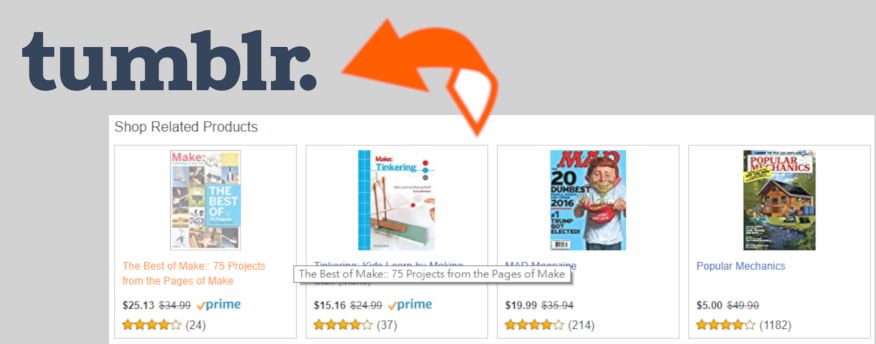 tumblr.
Shop Related Products
Make:
THE
BEST
OF
Make:
Tinkering
MAD
20
DUMBEST
2016
#1
TRUMP
GOT
ELECTED!
POPULAR
MECHANICS
The Best of Make:: 75 Projects
from the Pages of Make
Tinkering: Kids Learn by Making
MAD Magazine
Popular Mechanics
The Best of Make:: 75 Projects from the Pages of Make
$25.13 $34.99 prime
$15.16 $24.99 prime
$19.99 $35.94
$5.00 $49.90
(24)
(37)
(214)
(1182)